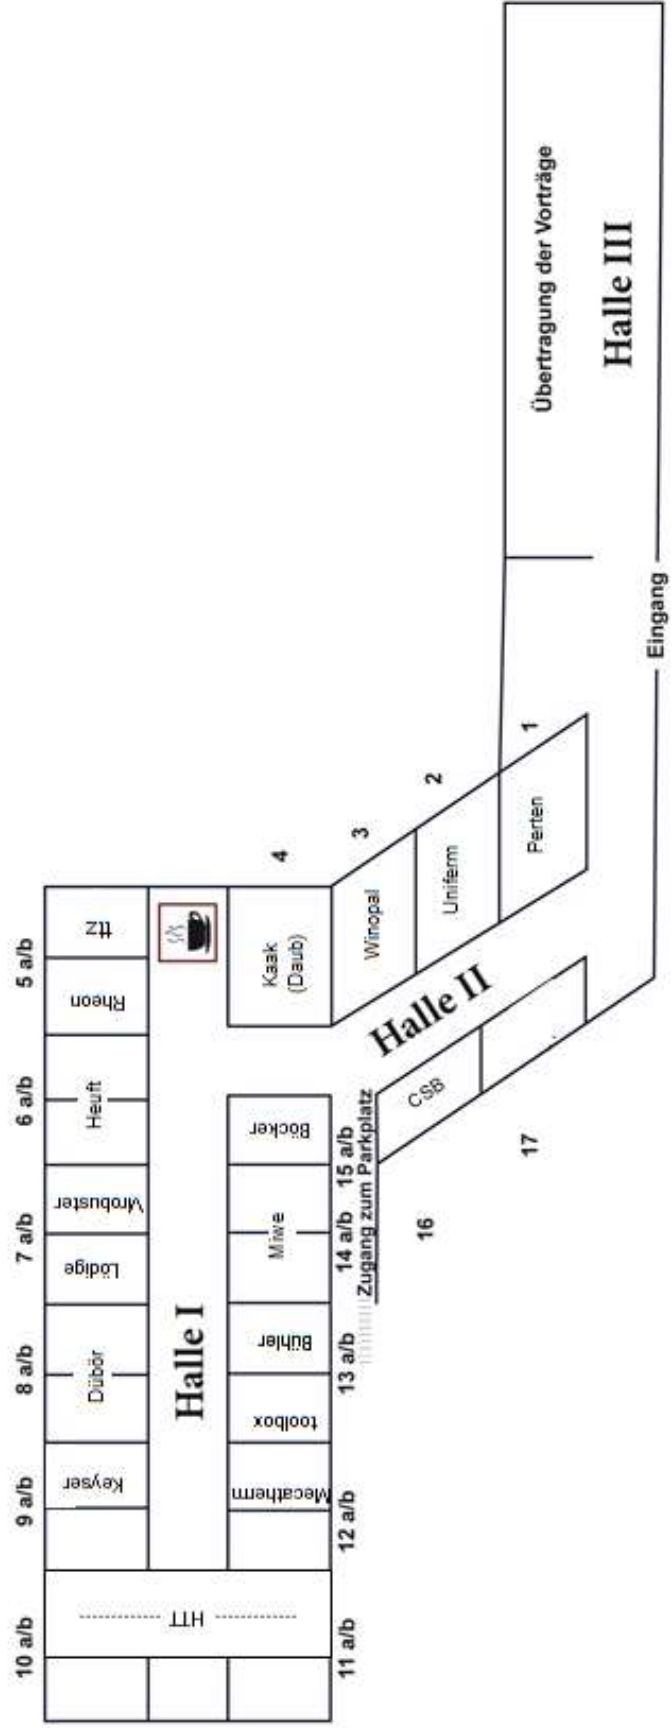 Übertragung der Vorträge
Halle III
Eingang
1
Perten
2
Uniferm
3
Winopal
4
Kaak
(Daub)
Halle II
CSB
16
17
Zugang zum Parkplatz
5 a/b
ttz
Rheon
6 a/b
Heuft
7 a/b
Virobuster
Lödige
8 a/b
Dübör
9 a/b
Keyser
10 a/b
HTT
11 a/b
12 a/b
Mecatherm
toolbox
13 a/b
Bühler
14 a/b
Miwe
15 a/b
Böcker
Halle I